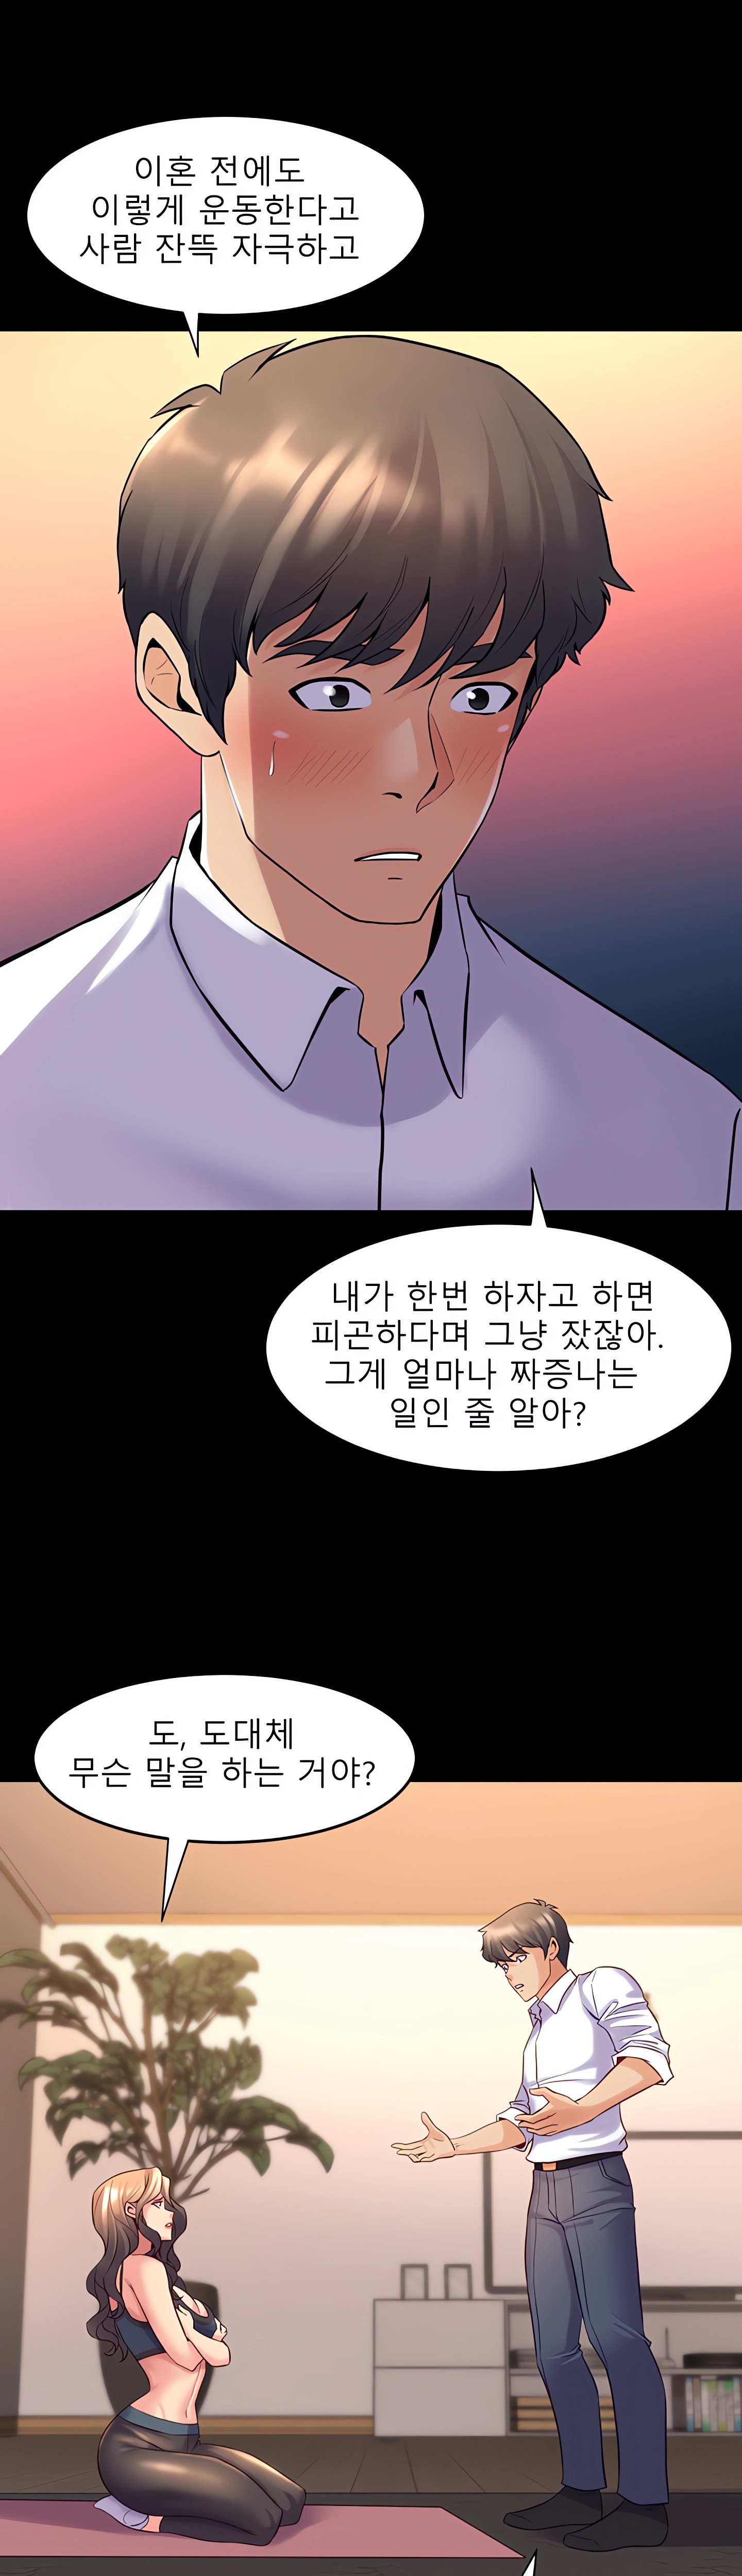 이혼 전에도
이렇게 운동한다고
사람 잔뜩 자극하고
내가 한번 하자고 하면
피곤하다며 그냥 잤잖아.
그게 얼마나 짜증나는
일인 줄 알아?
도, 도대체
무슨 말을 하는 거야?